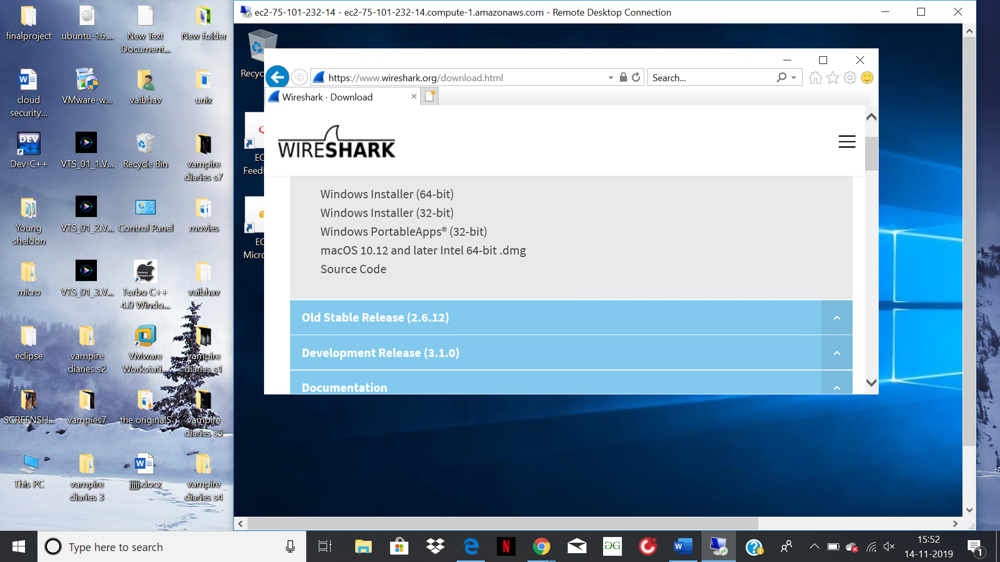 finalproject
ubuntu-16....
New Text
Document...
New folder
cloud
security...
VMware-w...
vaibhav
unix
DEV
Dev-C++
VTS_01_1.V...
Recycle Bin
vampire
diaries s7
Young
sheldon
VTS_01_2.V...
Control Panel
movies
micro
VTS_01_3.V...
Turbo C++
4.0 Windo...
vaibhav
eclipse
vampire
diaries s2
VMware
Workstati...
vampire
diaries s1
SCREENSH...
vampies7
the originalS
vampire
diaries s5
This PC
vampire
diaries 3
jjjjj.docx
vampire
diaries s4
ec2-75-101-232-14 - ec2-75-101-232-14.compute-1.amazonaws.com - Remote Desktop Connection
Recyc
EC
Feedl
EC
Micro
https://www.wireshark.org/download.html
Search...
Wireshark · Download
WIRESHARK
Windows Installer (64-bit)
Windows Installer (32-bit)
Windows PortableApps® (32-bit)
macOS 10.12 and later Intel 64-bit .dmg
Source Code
Old Stable Release (2.6.12)
Development Release (3.1.0)
Documentation
Type here to search
15:52
14-11-2019
1